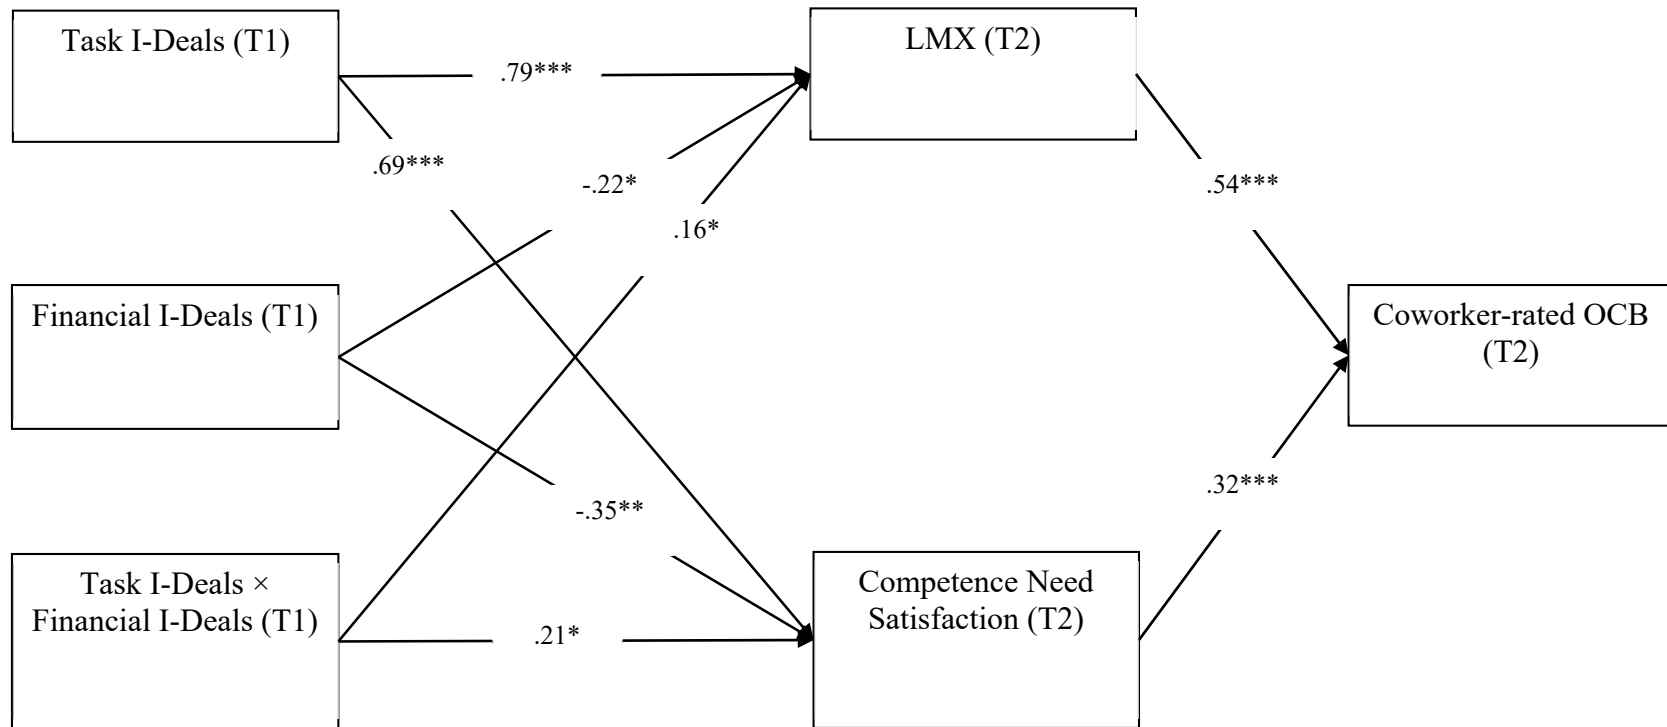 Task I-Deals (T1)
LMX (T2)
.79***
.69***
-.22*
.54***
.16*
Financial I-Deals (T1)
Coworker-rated OCB
(T2)
-.35**
.32***
Task I-Deals ×
Financial I-Deals (T1)
Competence Need
Satisfaction (T2)
.21*